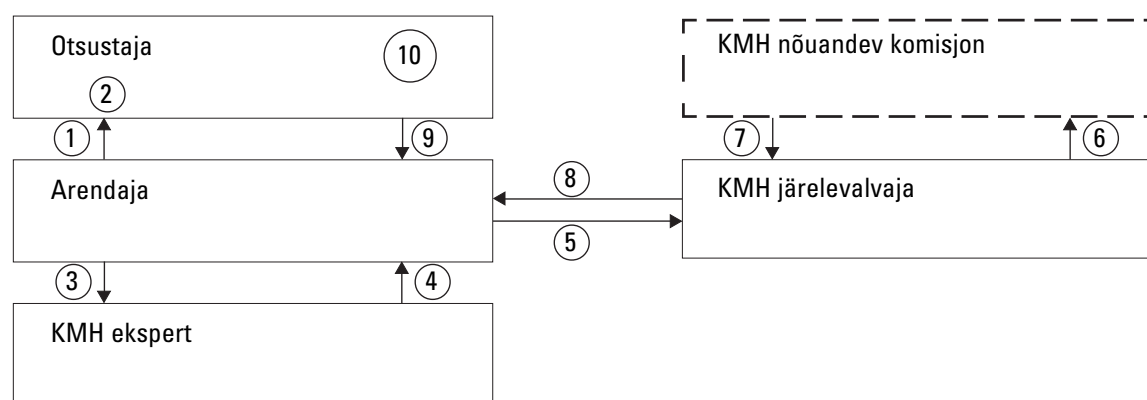 Otsustaja
10
KMH nõuandev komisjon
2
1
9
7
6
Arendaja
8
KMH järelevalvaja
5
3
4
KMH ekspert